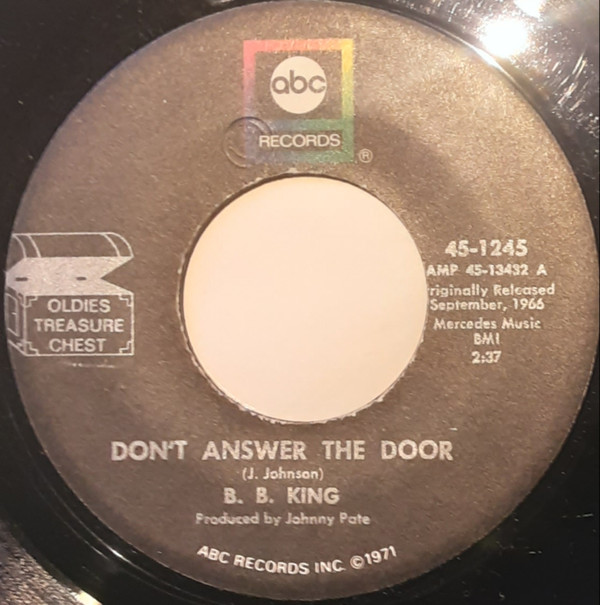 abc
RECORDS
®
OLDIES
TREASURE
CHEST
45-1245
AMP 45-13432 A
riginally Released
September, 1966
Mercedes Music
BMI
2:37
DON'T ANSWER THE DOOR
(J. Johnson)
B. B. KING
Produced by Johnny Pate
ABC RECORDS INC. ©1971